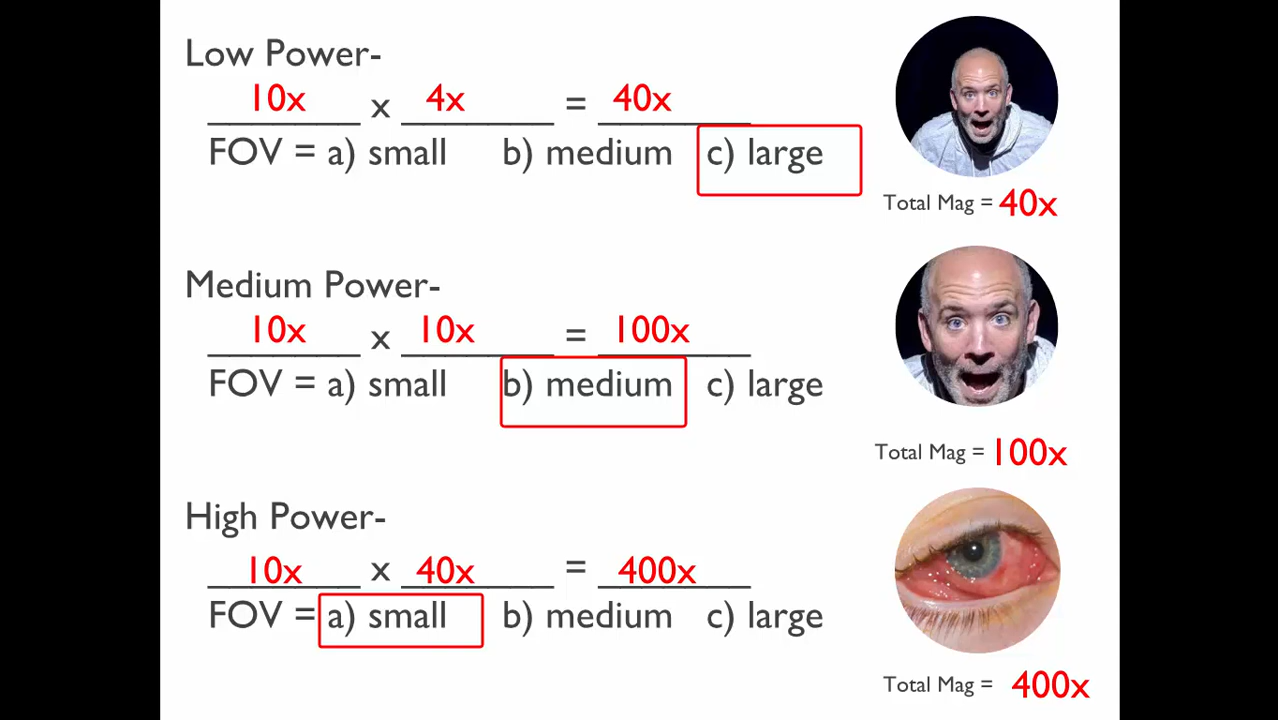 Low Power-
10x x 4x = 40x
FOV = a) small b) medium c) large
Total Mag = 40x
Medium Power-
10x x 10x = 100x
FOV = a) small b) medium c) large
Total Mag = 100x
High Power-
10x x 40x = 400x
FOV = a) small b) medium c) large
Total Mag = 400x